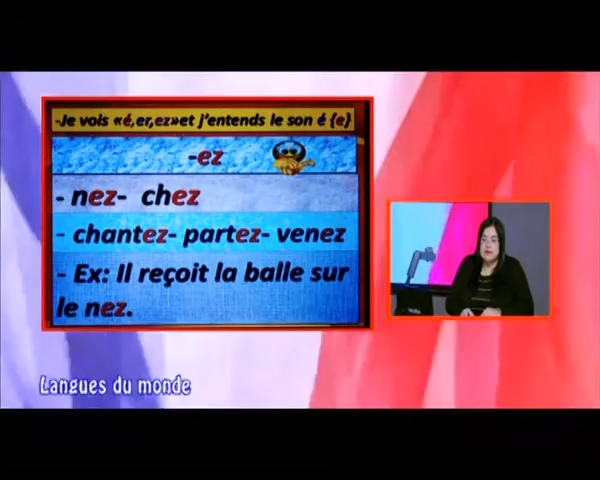 -Je vois «é,er,ez»et j'entends le son é {e}
-ez
- nez- chez
- chantez- partez- venez
- Ex: Il reçoit la balle sur
le nez.
Langues du monde